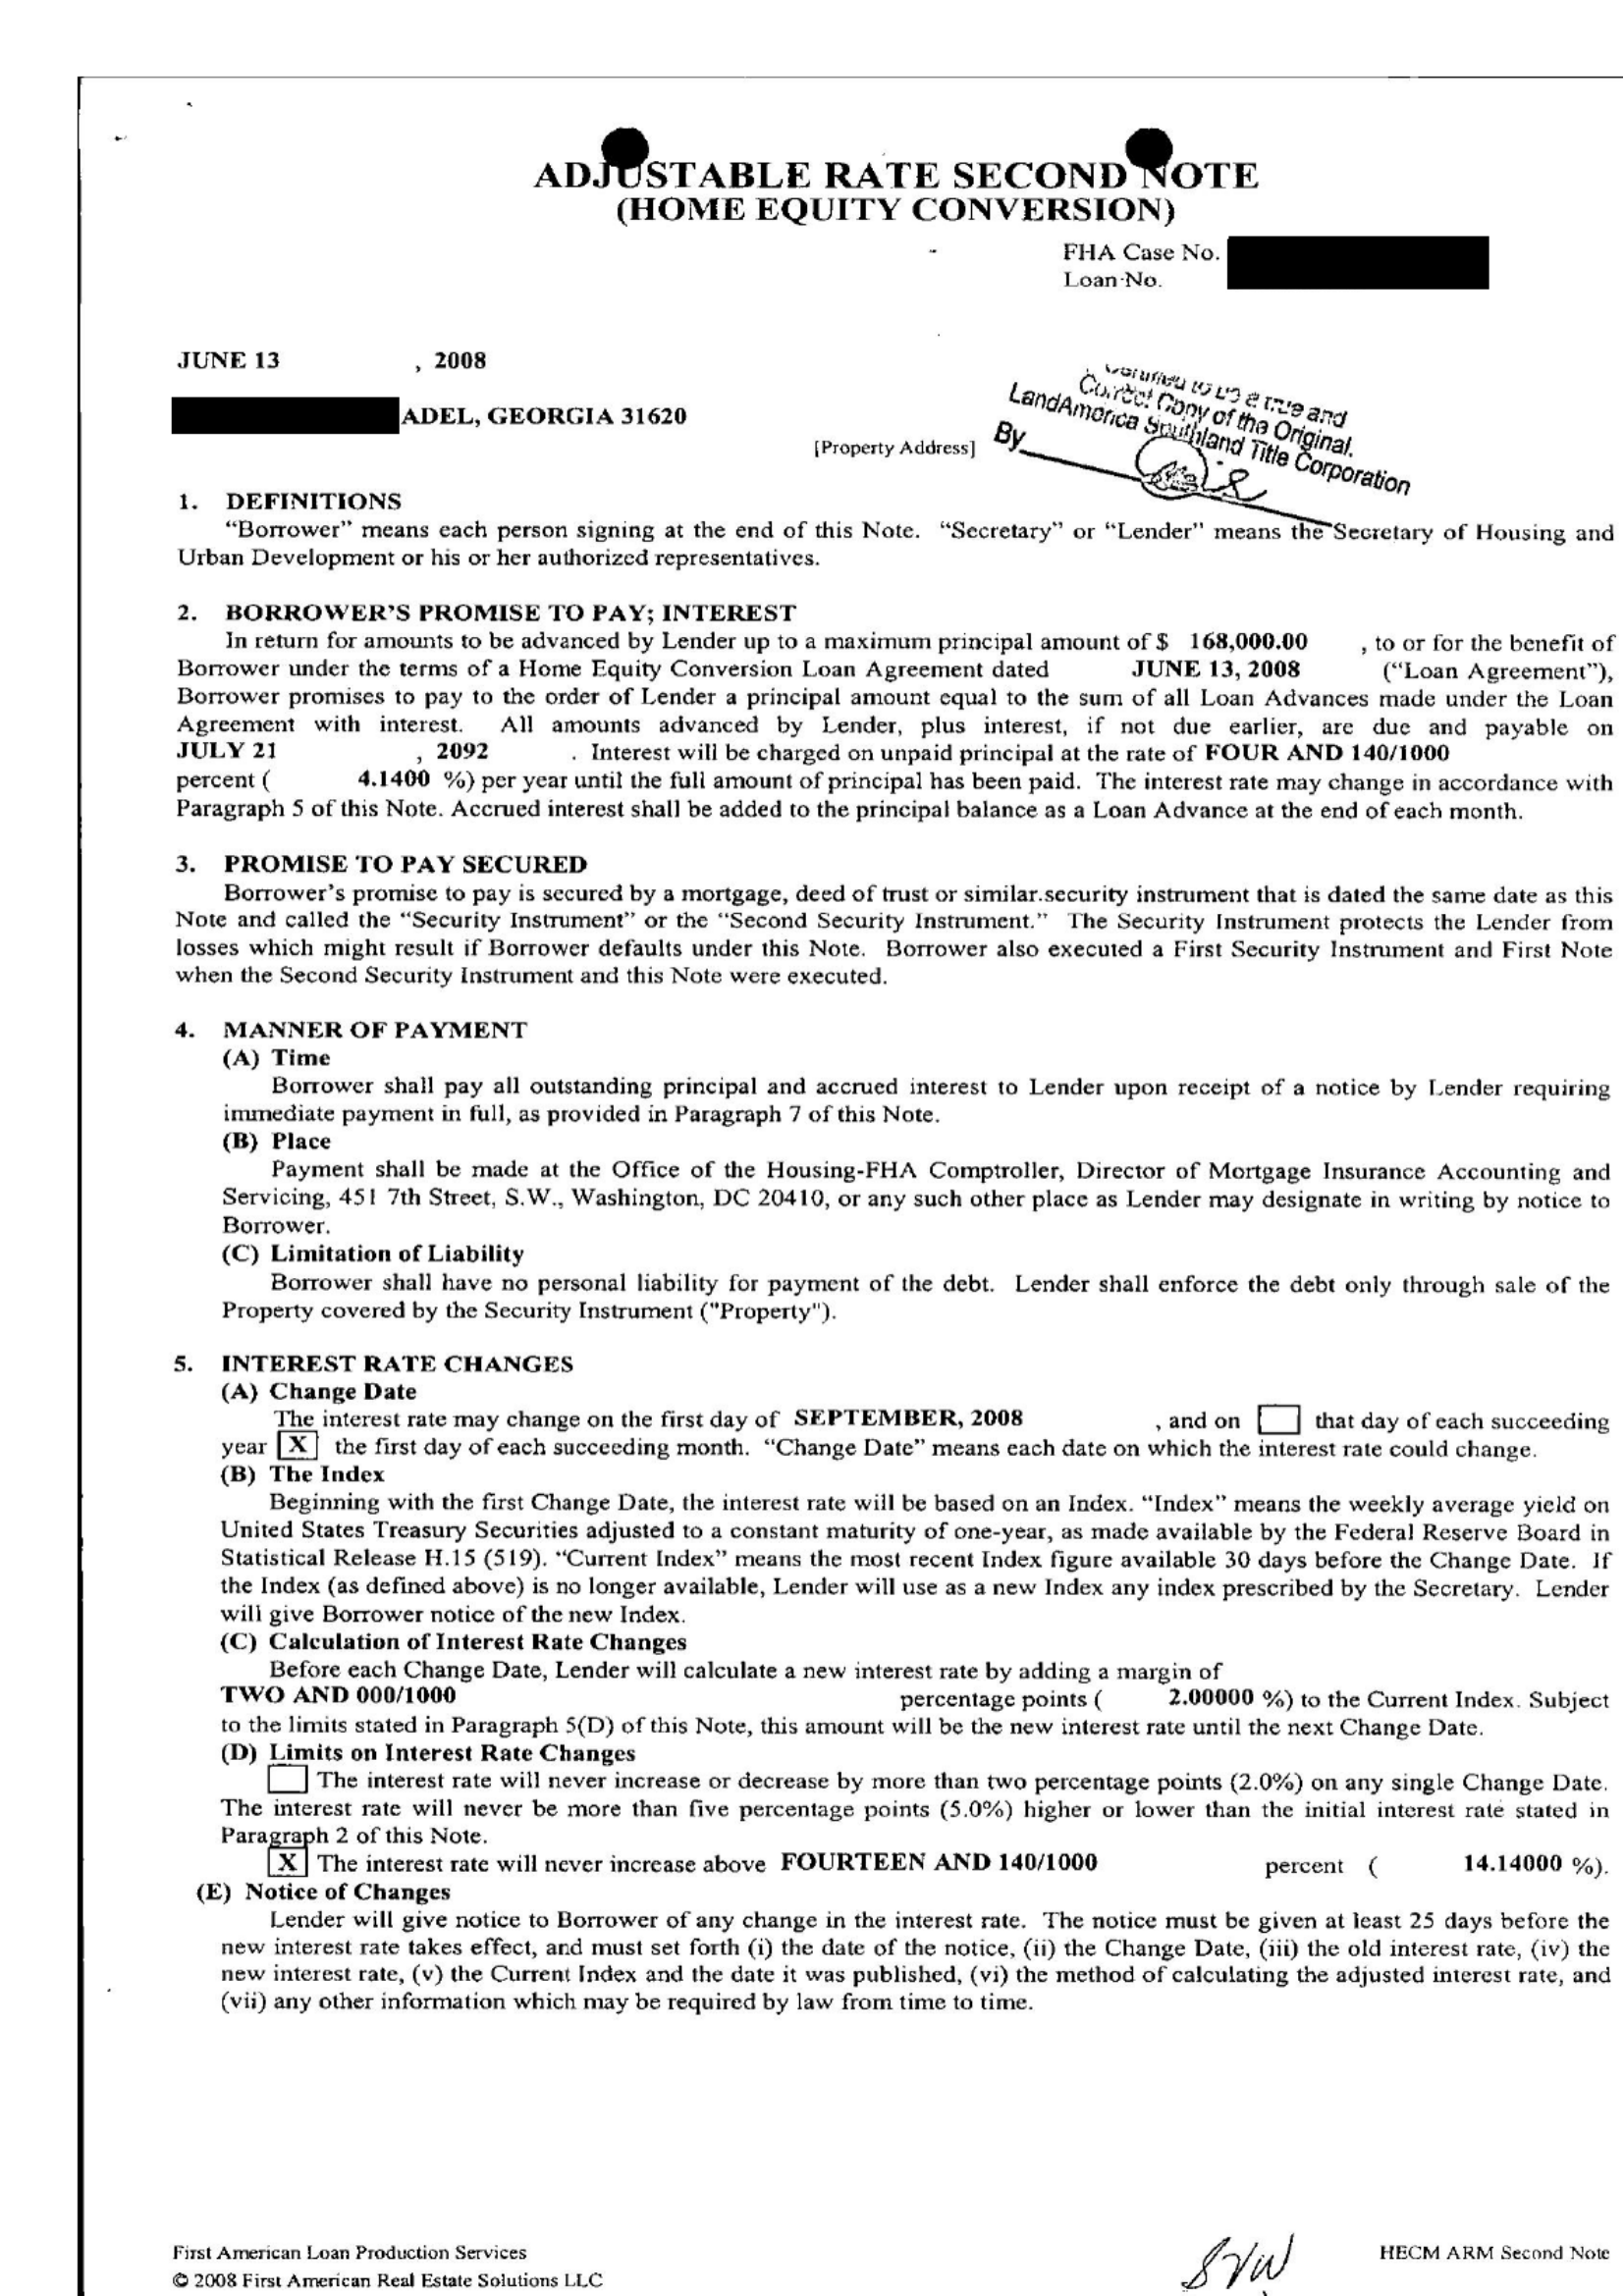 ADJUSTABLE RATE SECOND NOTE
(HOME EQUITY CONVERSION)
FHA Case No.
Loan No.
JUNE 13 , 2008
ADEL, GEORGIA 31620
[Property Address]
Certified to be a true and
Correct Copy of the Original.
LandAmerica Southland Title Corporation
By
1. DEFINITIONS
“Borrower” means each person signing at the end of this Note. “Secretary” or “Lender” means the Secretary of Housing and
Urban Development or his or her authorized representatives.
2. BORROWER'S PROMISE TO PAY; INTEREST
In return for amounts to be advanced by Lender up to a maximum principal amount of $ 168,000.00 , to or for the benefit of
Borrower under the terms of a Home Equity Conversion Loan Agreement dated JUNE 13, 2008 (“Loan Agreement”),
Borrower promises to pay to the order of Lender a principal amount equal to the sum of all Loan Advances made under the Loan
Agreement with interest. All amounts advanced by Lender, plus interest, if not due earlier, are due and payable on
JULY 21 , 2092 . Interest will be charged on unpaid principal at the rate of FOUR AND 140/1000
percent ( 4.1400 %) per year until the full amount of principal has been paid. The interest rate may change in accordance with
Paragraph 5 of this Note. Accrued interest shall be added to the principal balance as a Loan Advance at the end of each month.
3. PROMISE TO PAY SECURED
Borrower's promise to pay is secured by a mortgage, deed of trust or similar security instrument that is dated the same date as this
Note and called the “Security Instrument” or the “Second Security Instrument.” The Security Instrument protects the Lender from
losses which might result if Borrower defaults under this Note. Borrower also executed a First Security Instrument and First Note
when the Second Security Instrument and this Note were executed.
4. MANNER OF PAYMENT
(A) Time
Borrower shall pay all outstanding principal and accrued interest to Lender upon receipt of a notice by Lender requiring
immediate payment in full, as provided in Paragraph 7 of this Note.
(B) Place
Payment shall be made at the Office of the Housing-FHA Comptroller, Director of Mortgage Insurance Accounting and
Servicing, 451 7th Street, S.W., Washington, DC 20410, or any such other place as Lender may designate in writing by notice to
Borrower.
(C) Limitation of Liability
Borrower shall have no personal liability for payment of the debt. Lender shall enforce the debt only through sale of the
Property covered by the Security Instrument ("Property").
5. INTEREST RATE CHANGES
(A) Change Date
The interest rate may change on the first day of SEPTEMBER, 2008 , and on that day of each succeeding
year X the first day of each succeeding month. “Change Date” means each date on which the interest rate could change.
(B) The Index
Beginning with the first Change Date, the interest rate will be based on an Index. “Index” means the weekly average yield on
United States Treasury Securities adjusted to a constant maturity of one-year, as made available by the Federal Reserve Board in
Statistical Release H.15 (519). “Current Index” means the most recent Index figure available 30 days before the Change Date. If
the Index (as defined above) is no longer available, Lender will use as a new Index any index prescribed by the Secretary. Lender
will give Borrower notice of the new Index.
(C) Calculation of Interest Rate Changes
Before each Change Date, Lender will calculate a new interest rate by adding a margin of
TWO AND 000/1000 percentage points ( 2.00000 %) to the Current Index. Subject
to the limits stated in Paragraph 5(D) of this Note, this amount will be the new interest rate until the next Change Date.
(D) Limits on Interest Rate Changes
The interest rate will never increase or decrease by more than two percentage points (2.0%) on any single Change Date.
The interest rate will never be more than five percentage points (5.0%) higher or lower than the initial interest rate stated in
Paragraph 2 of this Note.
X The interest rate will never increase above FOURTEEN AND 140/1000 percent ( 14.14000 %).
(E) Notice of Changes
Lender will give notice to Borrower of any change in the interest rate. The notice must be given at least 25 days before the
new interest rate takes effect, and must set forth (i) the date of the notice, (ii) the Change Date, (iii) the old interest rate, (iv) the
new interest rate, (v) the Current Index and the date it was published, (vi) the method of calculating the adjusted interest rate, and
(vii) any other information which may be required by law from time to time.
First American Loan Production Services
© 2008 First American Real Estate Solutions LLC
HECM ARM Second Note